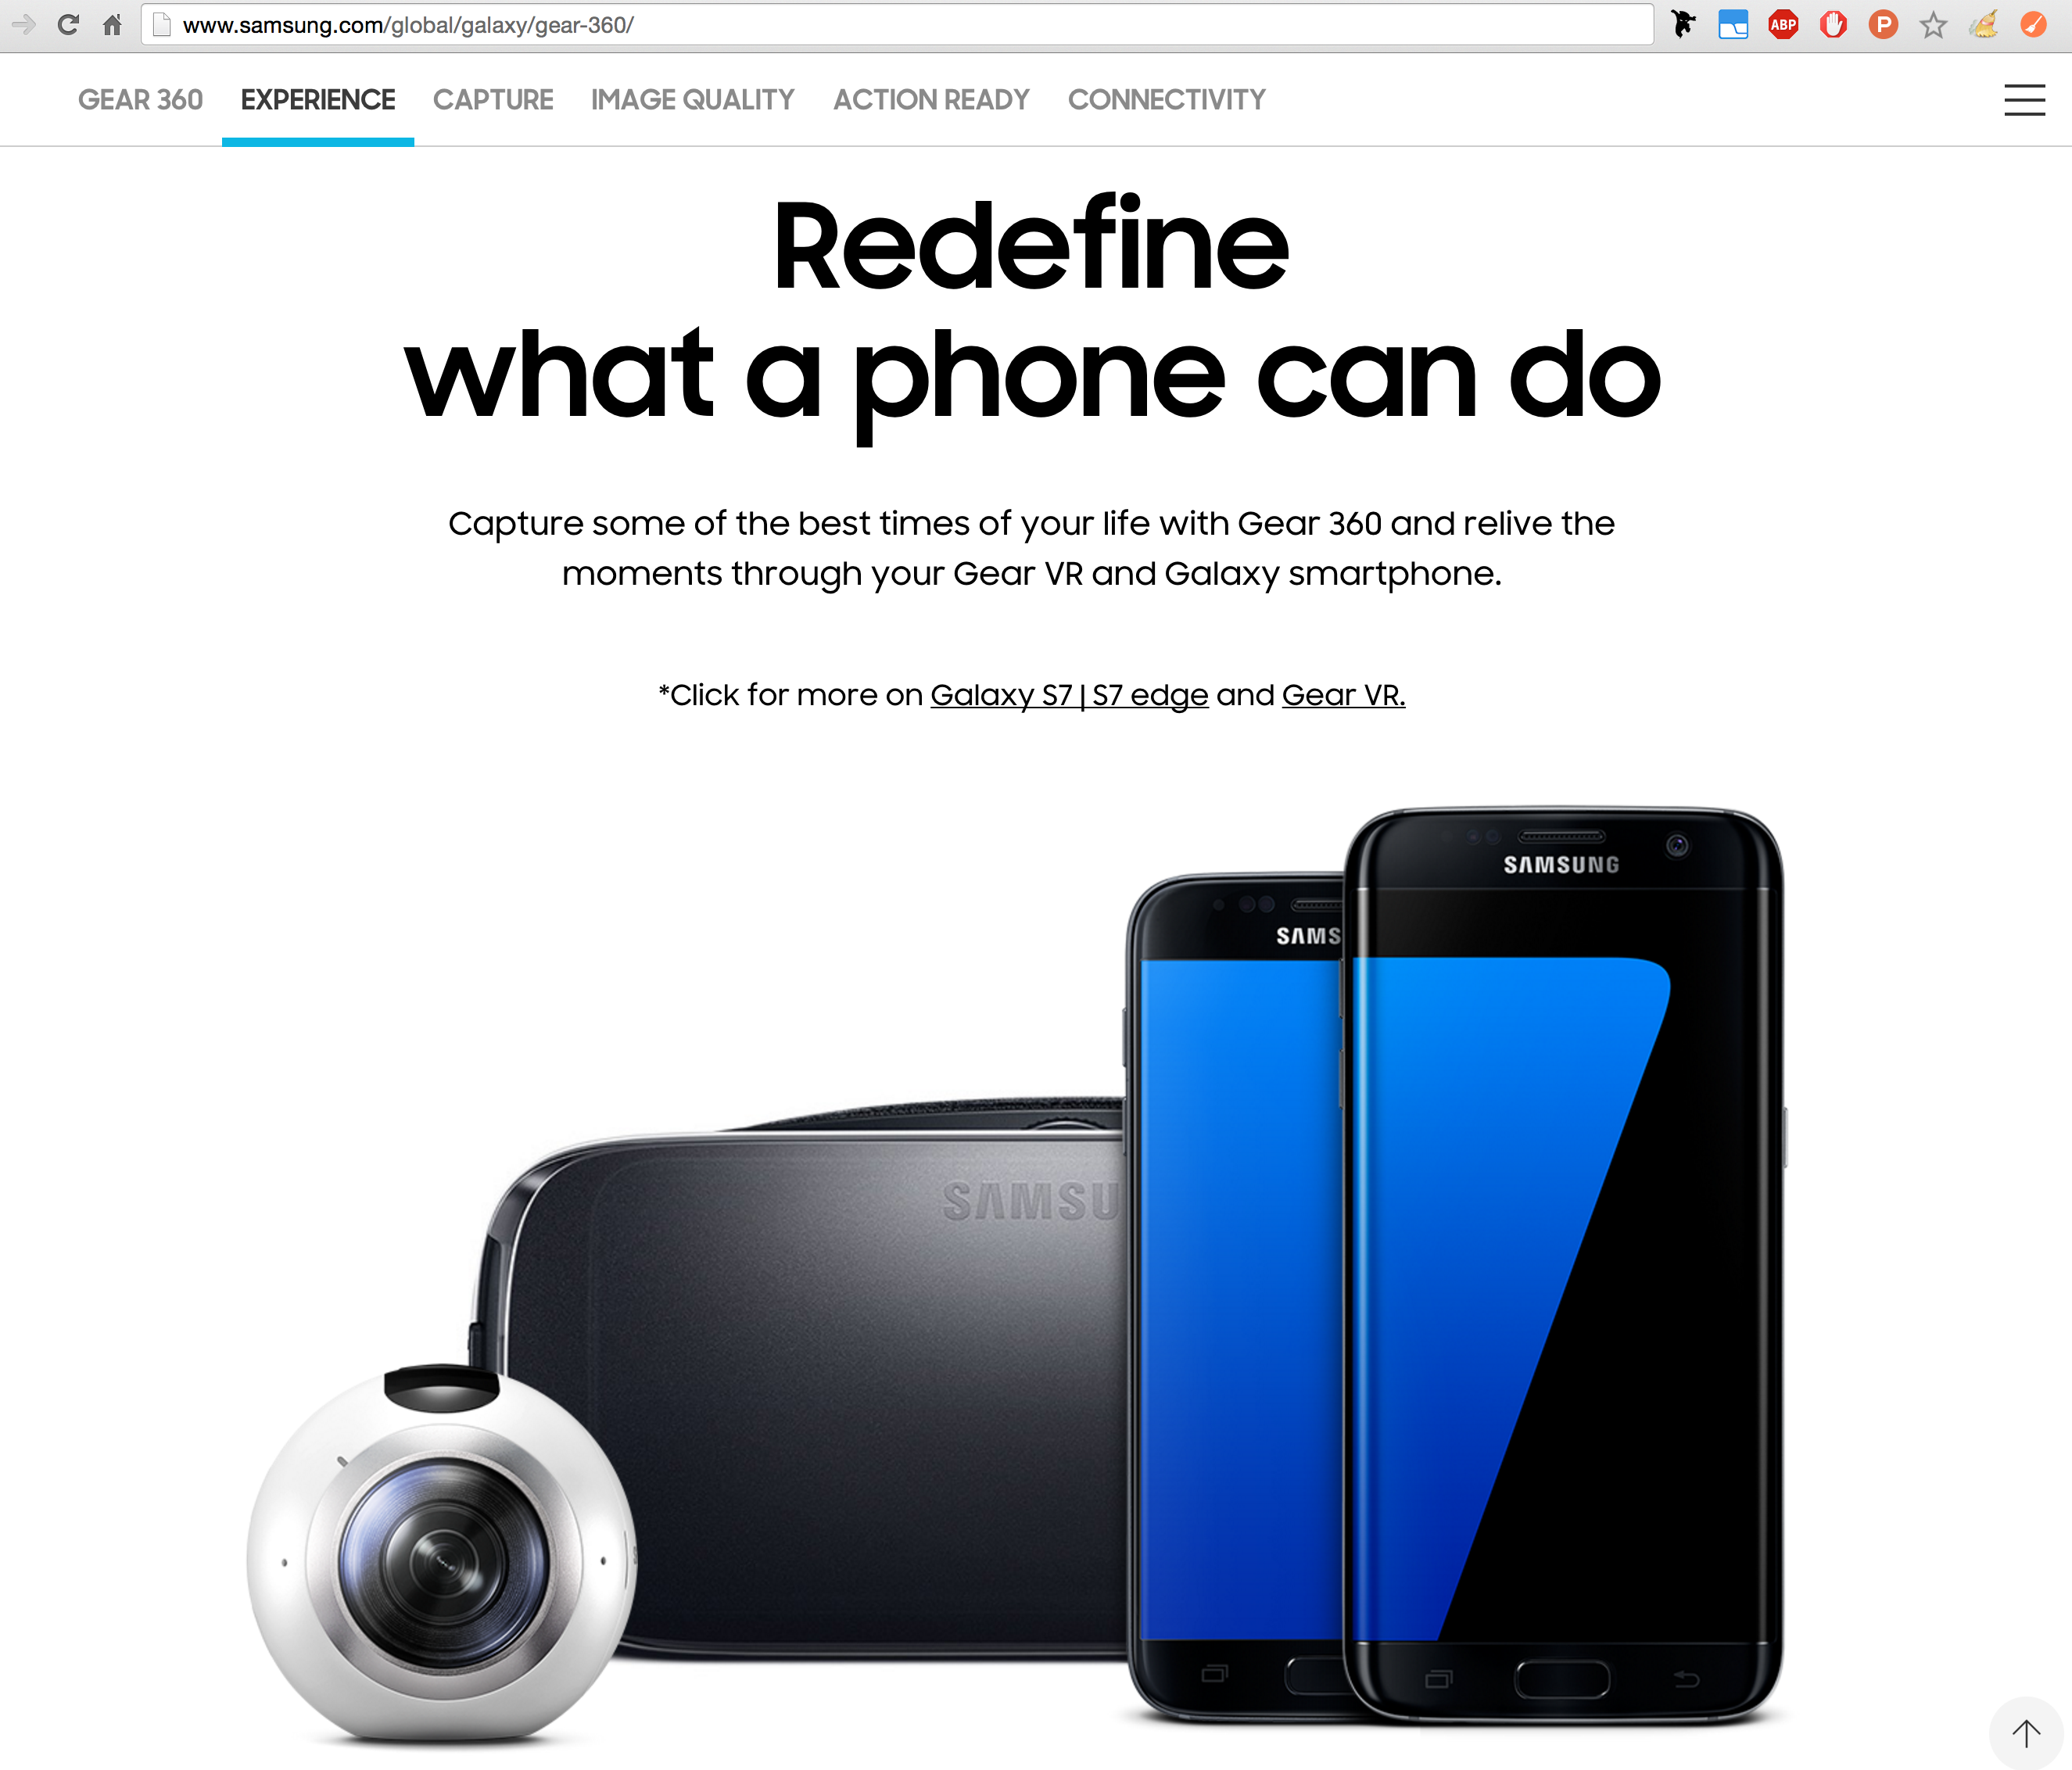 www.samsung.com/global/galaxy/gear-360/
ABP
P
GEAR 360 EXPERIENCE CAPTURE IMAGE QUALITY ACTION READY CONNECTIVITY
Redefine
what a phone can do
Capture some of the best times of your life with Gear 360 and relive the
moments through your Gear VR and Galaxy smartphone.
*Click for more on Galaxy S7 | S7 edge and Gear VR.
SAMSUNG
SAMS
SAMSU